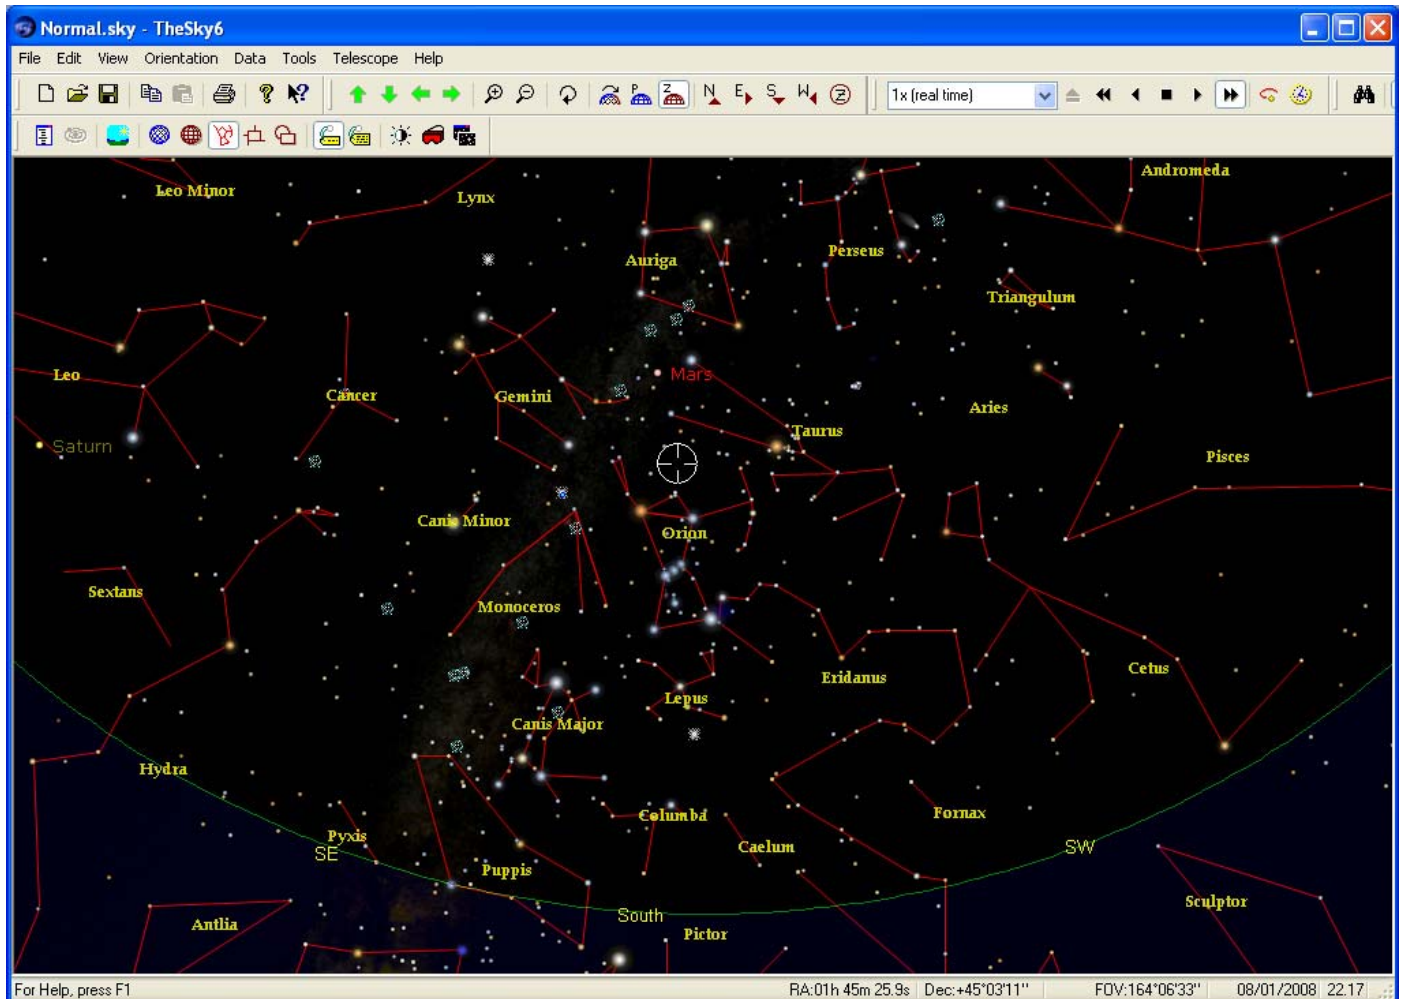 Normal.sky - TheSky6
File Edit View Orientation Data Tools Telescope Help
P Z N E S W Z 1x (real time)
Andromeda
Leo Minor
Lynx
Perseus
Auriga
Triangulum
Mars
Leo
Cancer
Gemini
Aries
Taurus
Saturn
Pisces
Canis Minor
Orion
Sextans
Monoceros
Cetus
Eridanus
Lepus
Canis Major
Hydra
Fornax
Columba
Pyxis
Caelum
SW
SE
Puppis
Sculptor
South
Antlia
Pictor
For Help, press F1 RA:01h 45m 25.9s Dec:+45°03'11" FOV:164°06'33" 08/01/2008 22.17